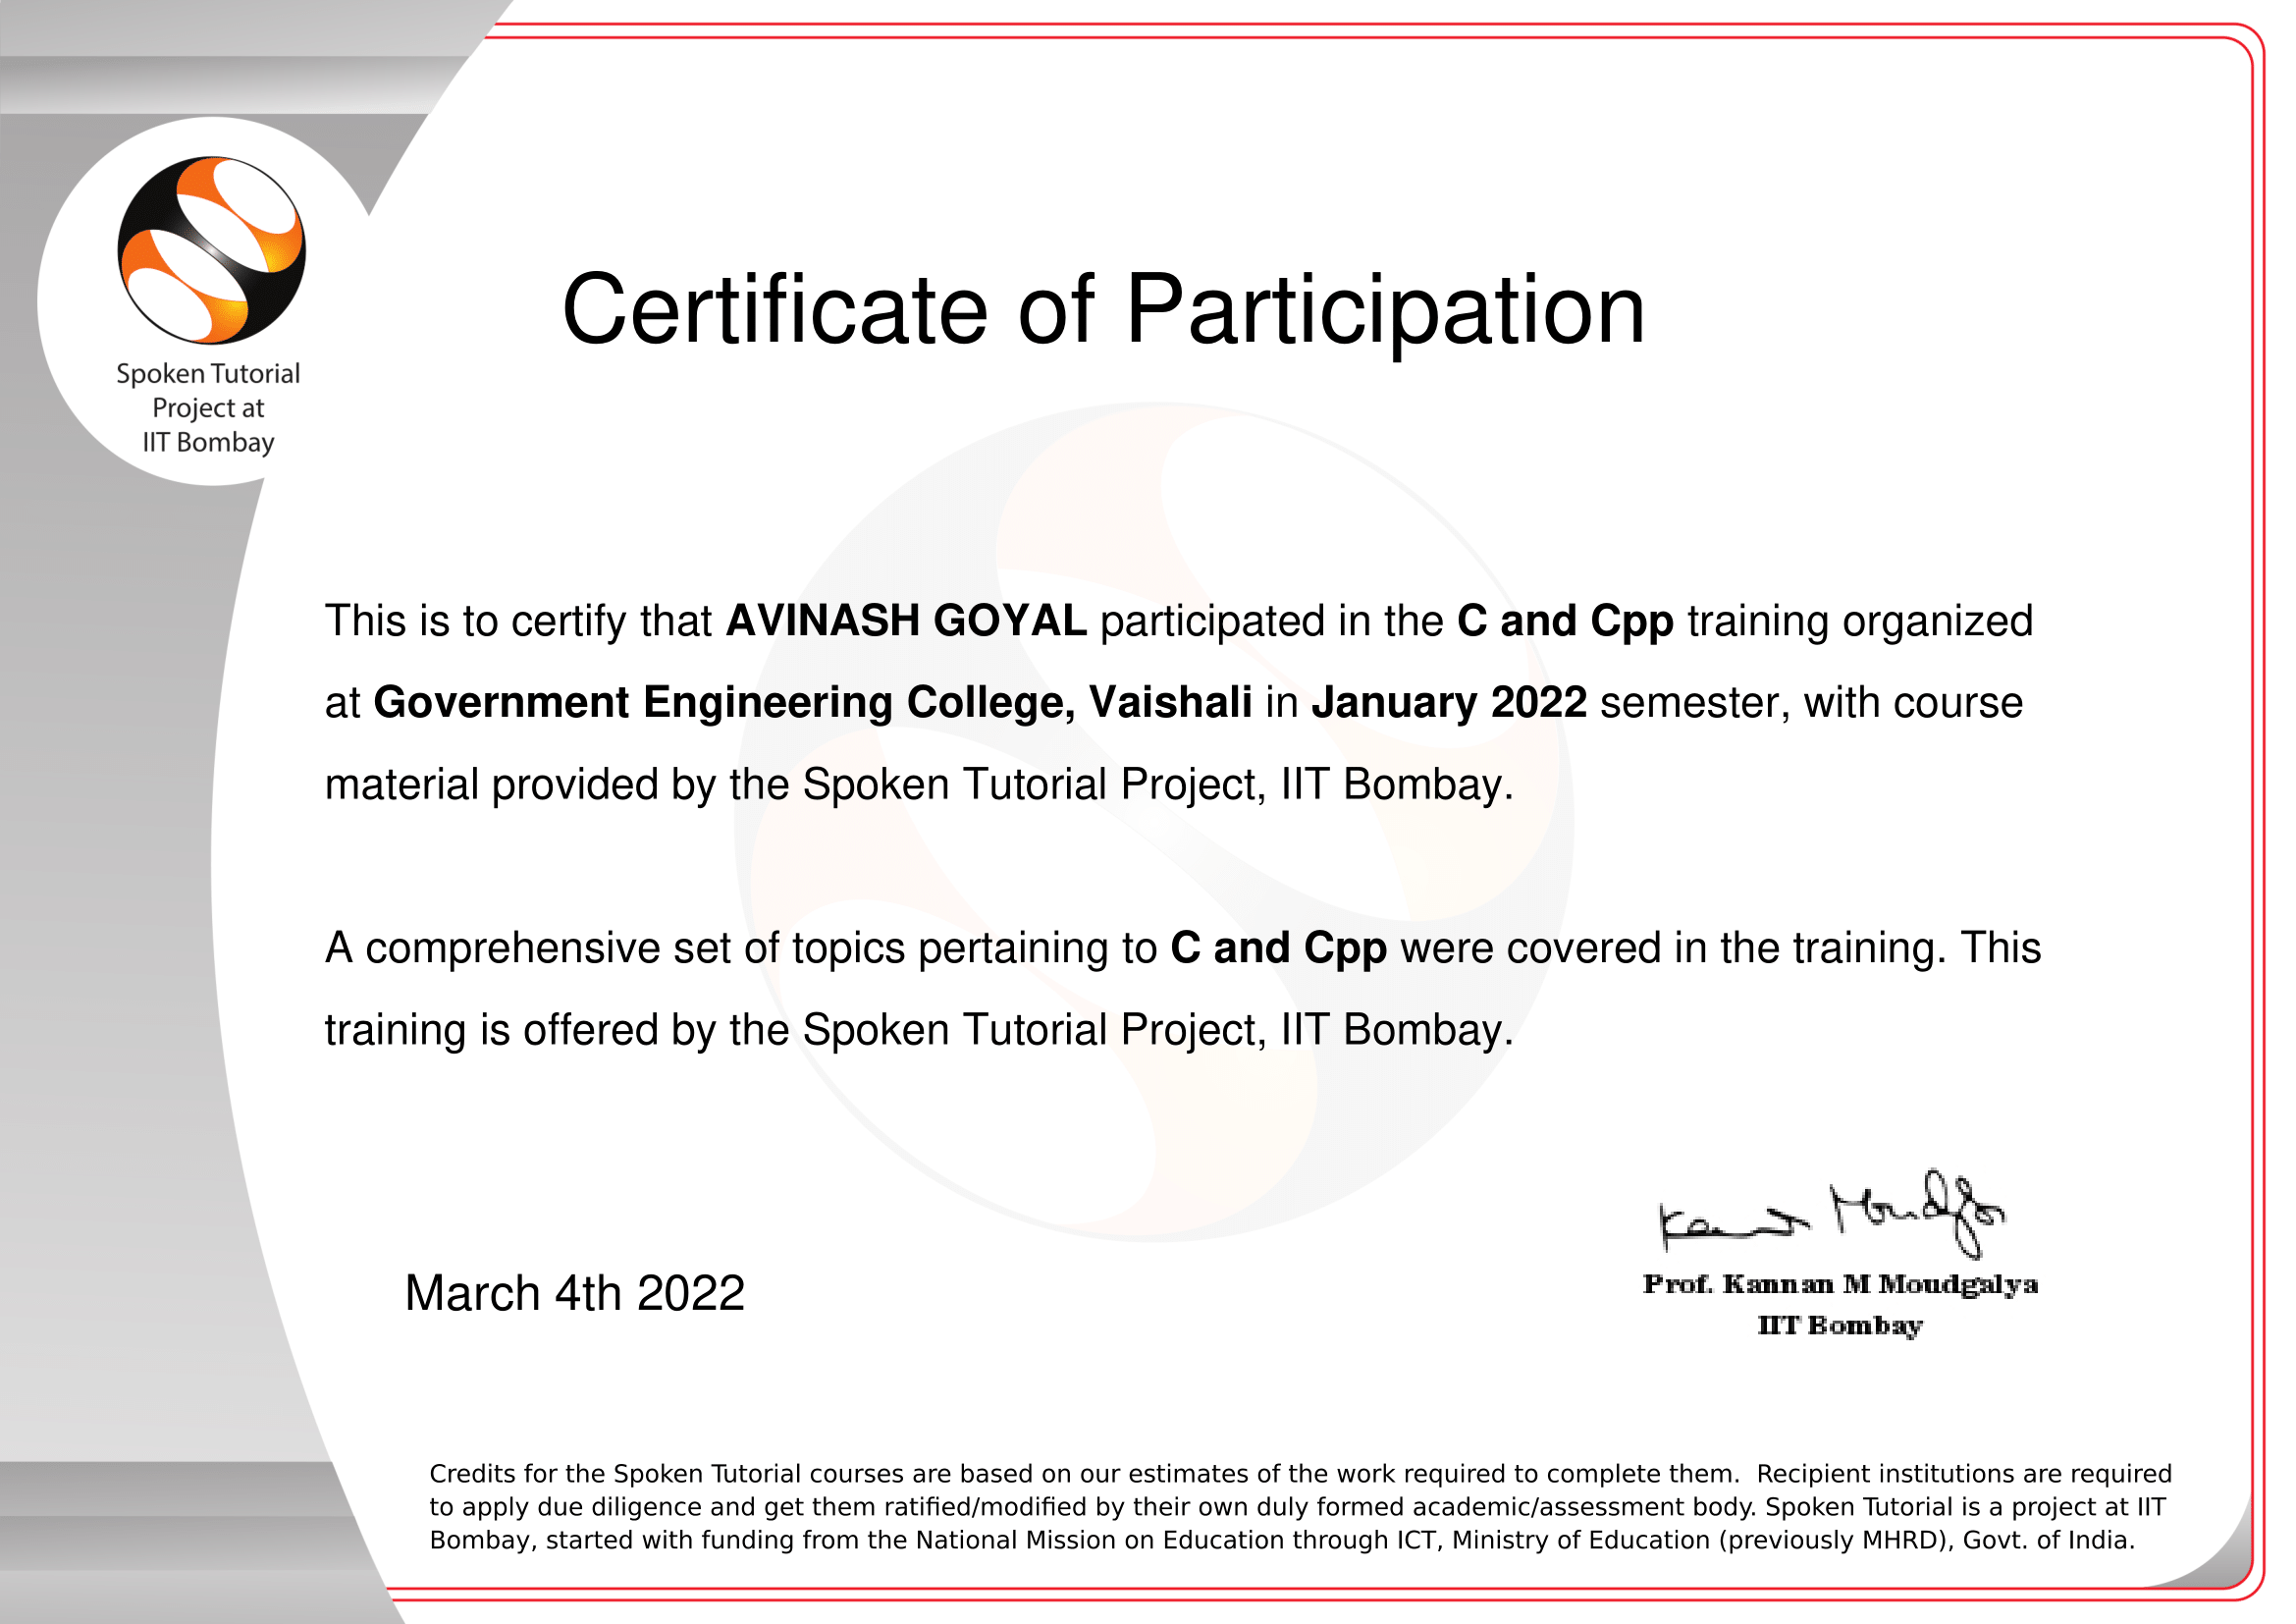 Spoken Tutorial
Project at
IIT Bombay
Certificate of Participation
This is to certify that AVINASH GOYAL participated in the C and Cpp training organized
at Government Engineering College, Vaishali in January 2022 semester, with course
material provided by the Spoken Tutorial Project, IIT Bombay.
A comprehensive set of topics pertaining to C and Cpp were covered in the training. This
training is offered by the Spoken Tutorial Project, IIT Bombay.
March 4th 2022
Prof. Kannan M Moudgalya
IIT Bombay
Credits for the Spoken Tutorial courses are based on our estimates of the work required to complete them. Recipient institutions are required
to apply due diligence and get them ratified/modified by their own duly formed academic/assessment body. Spoken Tutorial is a project at IIT
Bombay, started with funding from the National Mission on Education through ICT, Ministry of Education (previously MHRD), Govt. of India.